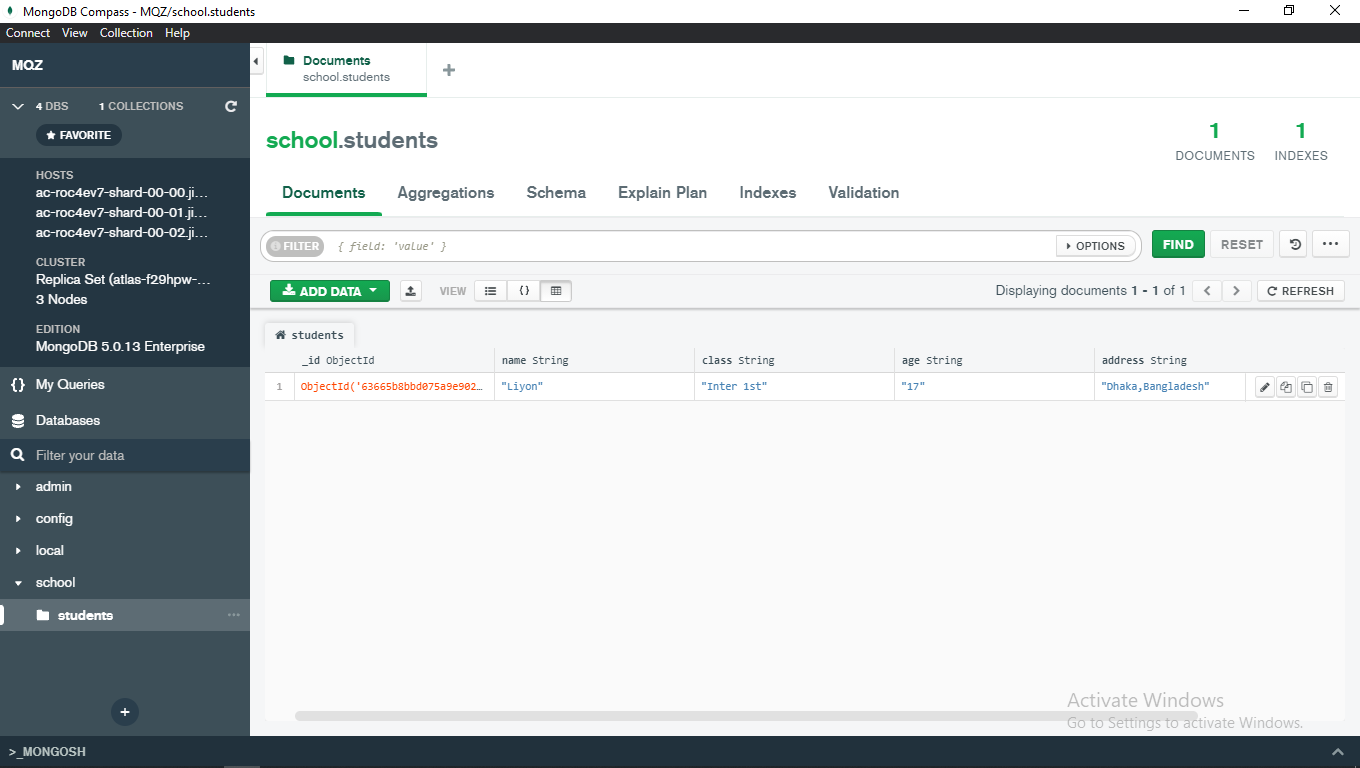 MongoDB Compass - MQZ/school.students
Connect View Collection Help
MQZ
4 DBS 1 COLLECTIONS
★ FAVORITE
HOSTS
ac-roc4ev7-shard-00-00.ji...
ac-roc4ev7-shard-00-01.ji...
ac-roc4ev7-shard-00-02.ji...
CLUSTER
Replica Set (atlas-f29hpw-...
3 Nodes
EDITION
MongoDB 5.0.13 Enterprise
{} My Queries
Databases
Filter your data
admin
config
local
school
students ...
+
>_MONGOSH
Documents
school.students
+
school.students
1 DOCUMENTS
1 INDEXES
Documents Aggregations Schema Explain Plan Indexes Validation
FILTER { field: 'value' } OPTIONS FIND RESET ...
ADD DATA VIEW {} Displaying documents 1 - 1 of 1 < > REFRESH
students
_id ObjectId name String class String age String address String
1 ObjectId('63665b8bbd075a9e902… "Liyon" "Inter 1st" "17" "Dhaka,Bangladesh"
Activate Windows
Go to Settings to activate Windows.